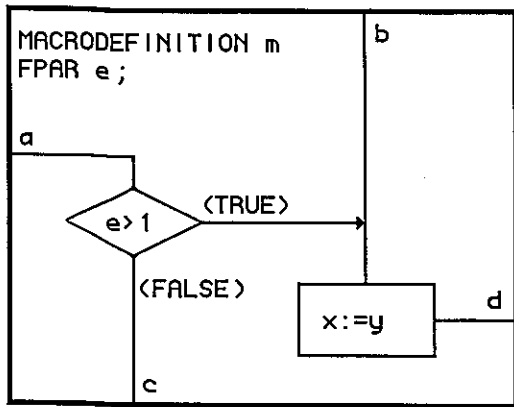 MACRODEFINITION m
FPAR e;
b
a
e>1
(TRUE)
(FALSE)
x:=y
d
c